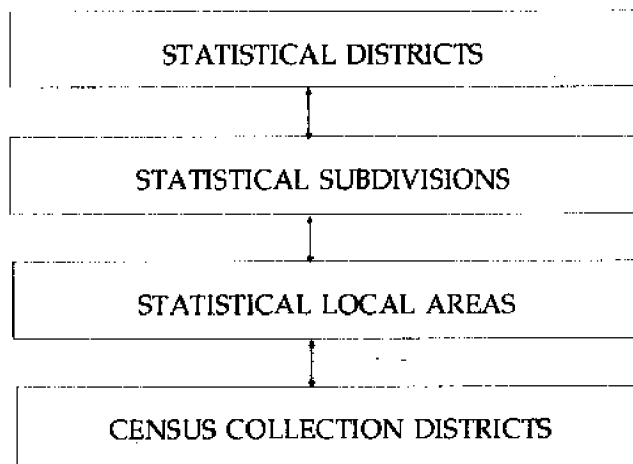 STATISTICAL DISTRICTS
STATISTICAL SUBDIVISIONS
STATISTICAL LOCAL AREAS
CENSUS COLLECTION DISTRICTS